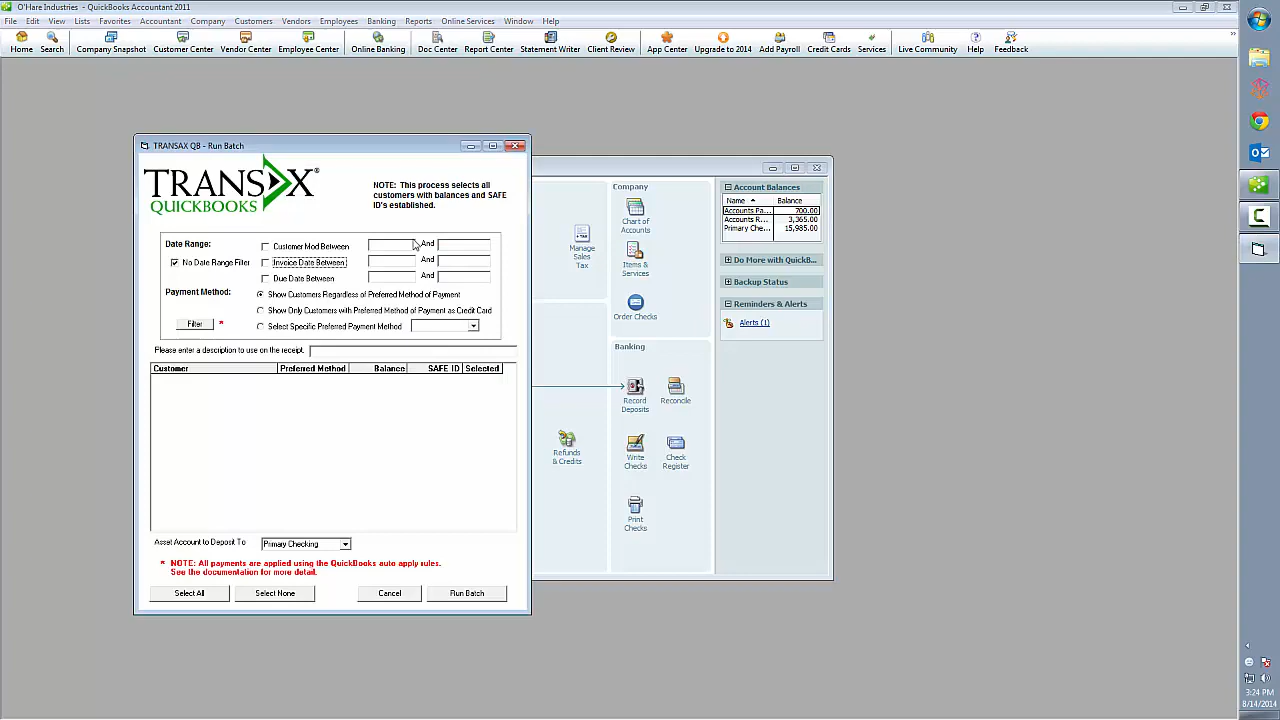 O'Hare Industries - QuickBooks Accountant 2011
File Edit View Lists Favorites Accountant Company Customers Vendors Employees Banking Reports Online Services Window Help
Home Search Company Snapshot Customer Center Vendor Center Employee Center Online Banking Doc Center Report Center Statement Writer Client Review App Center Upgrade to 2014 Add Payroll Credit Cards Services Live Community Help Feedback
TRANSAX QB - Run Batch
TRANSAX®
QUICKBOOKS
NOTE: This process selects all
customers with balances and SAFE
ID's established.
Date Range:
Customer Mod Between And
No Date Range Filter
Invoice Date Between And
Due Date Between And
Payment Method:
Show Customers Regardless of Preferred Method of Payment
Show Only Customers with Preferred Method of Payment as Credit Card
Filter *
Select Specific Preferred Payment Method
Please enter a description to use on the receipt.
Customer Preferred Method Balance SAFE ID Selected
Asset Account to Deposit To Primary Checking
* NOTE: All payments are applied using the QuickBooks auto apply rules.
See the documentation for more detail.
Select All Select None Cancel Run Batch
Manage
Sales
Tax
Refunds
& Credits
Company
Chart of
Accounts
Items &
Services
Order Checks
Banking
Record
Deposits
Reconcile
Write
Checks
Check
Register
Print
Checks
Account Balances
Name Balance
Accounts Pa... 700.00
Accounts R... 3,365.00
Primary Che... 15,985.00
Do More with QuickB...
Backup Status
Reminders & Alerts
Alerts (1)
3:24 PM
8/14/2014